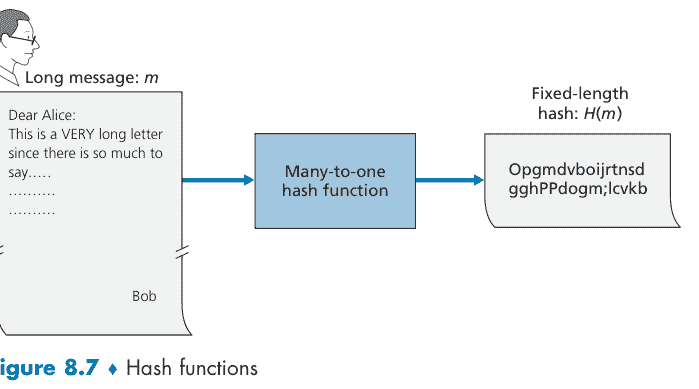 Long message: m
Dear Alice:
This is a VERY long letter
since there is so much to
say.....
..........
..........
Bob
Many-to-one
hash function
Fixed-length
hash: H(m)
Opgmdvboijrtnsd
gghPPdogm;lcvkb
igure 8.7 ♦ Hash functions